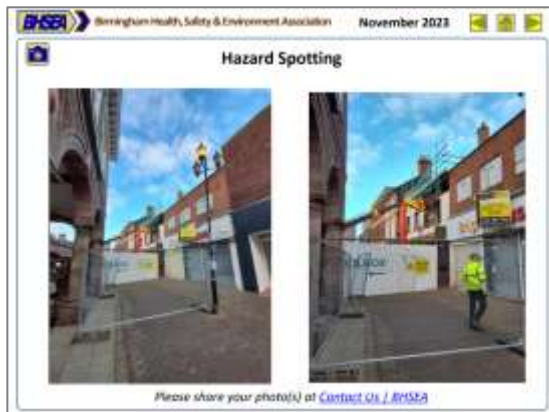 BHSEA Birmingham Health, Safety & Environment Association November 2023
Hazard Spotting
Please share your photo(s) at Contact Us / BHSEA